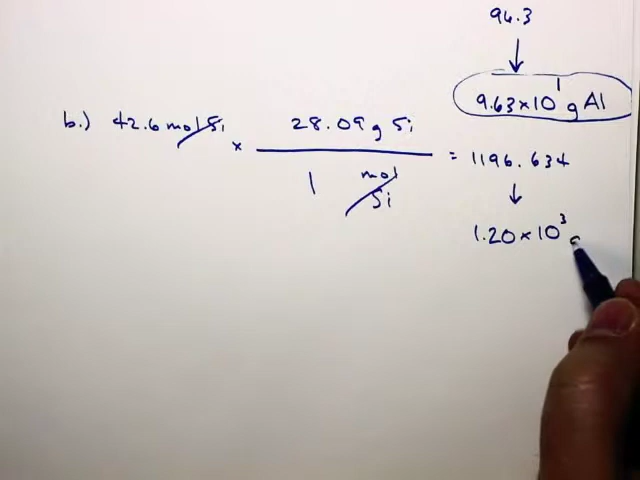 96.3
↓
9.63×10¹ g Al
b.) 42.6 mol Si × 28.09 g Si / 1 mol Si = 1196.634
↓
1.20×10³ g